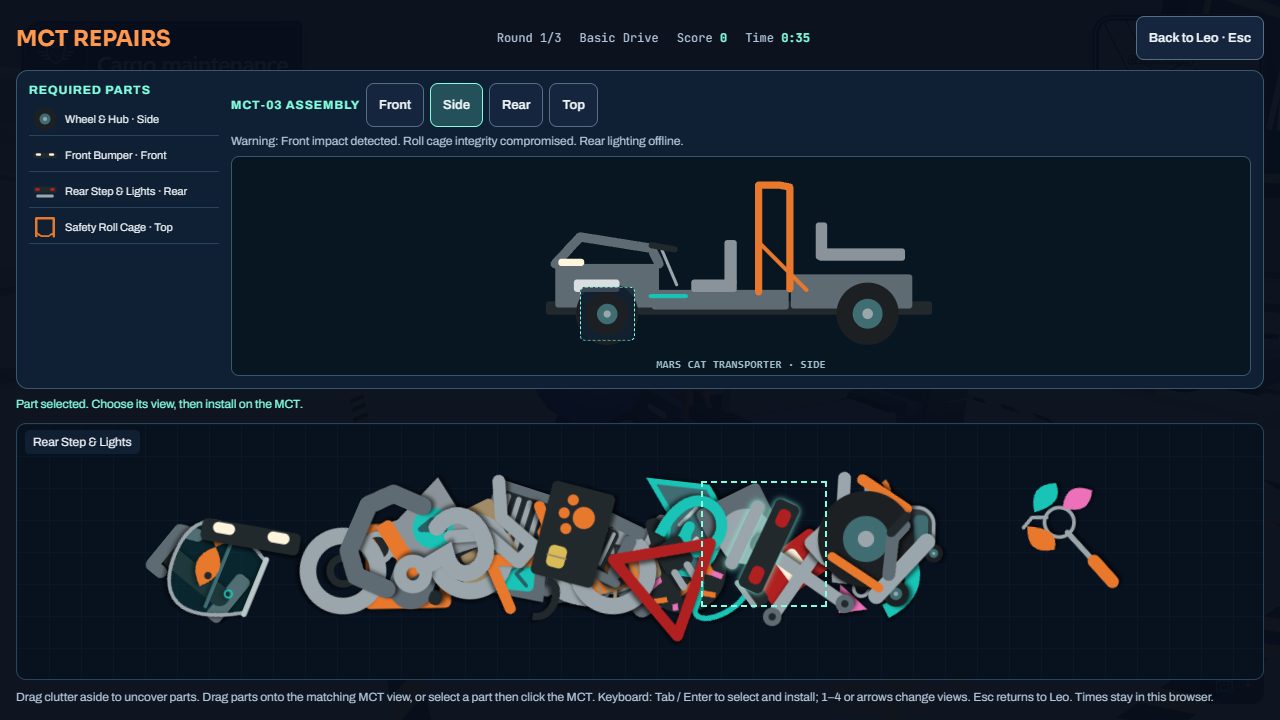 MCT REPAIRS
Round 1/3 Basic Drive Score 0 Time 0:35
Back to Leo · Esc
Cargo maintenance
REQUIRED PARTS
Wheel & Hub · Side
Front Bumper · Front
Rear Step & Lights · Rear
Safety Roll Cage · Top
MCT-03 ASSEMBLY
Front
Side
Rear
Top
Warning: Front impact detected. Roll cage integrity compromised. Rear lighting offline.
MARS CAT TRANSPORTER · SIDE
Part selected. Choose its view, then install on the MCT.
Rear Step & Lights
Drag clutter aside to uncover parts. Drag parts onto the matching MCT view, or select a part then click the MCT. Keyboard: Tab / Enter to select and install; 1–4 or arrows change views. Esc returns to Leo. Times stay in this browser.